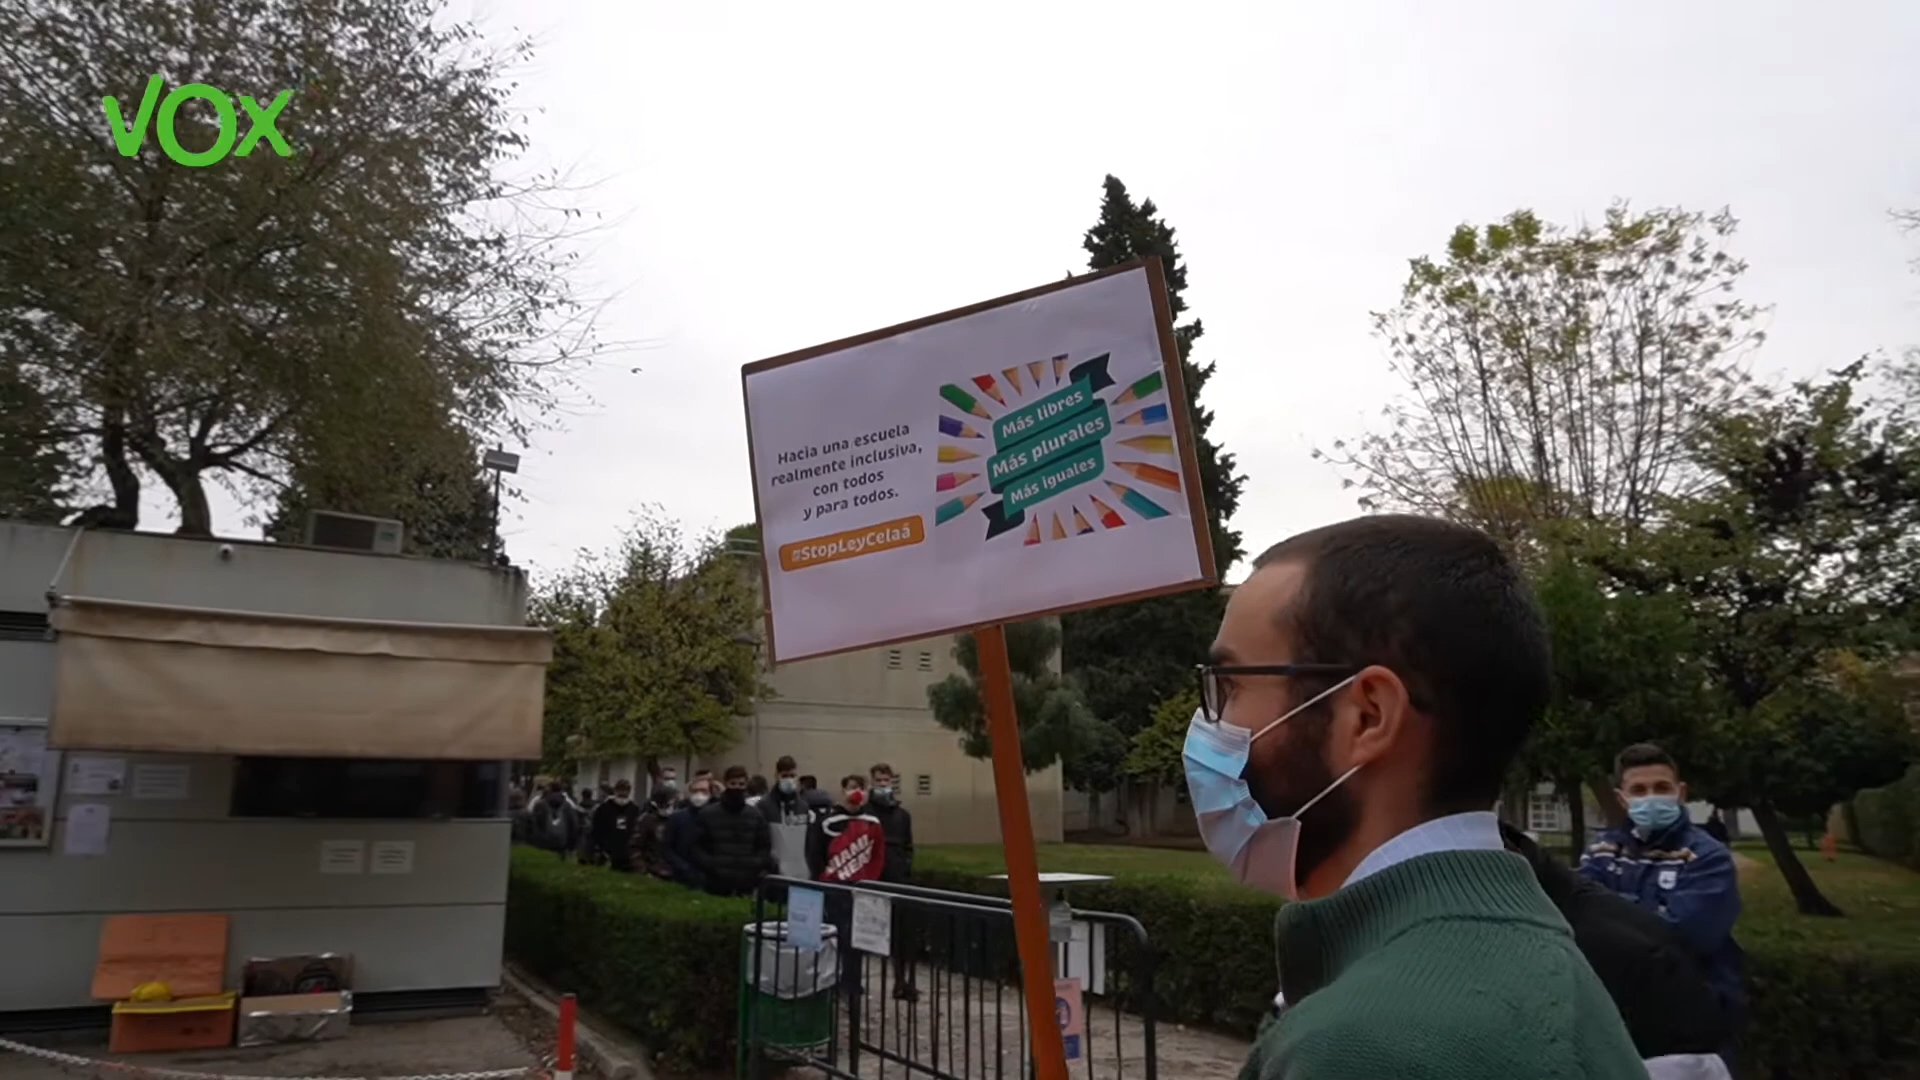 VOX
Hacia una escuela
realmente inclusiva,
con todos
y para todos.
#StopLeyCelaá
Más libres
Más plurales
Más iguales
MIAMI
HEAT